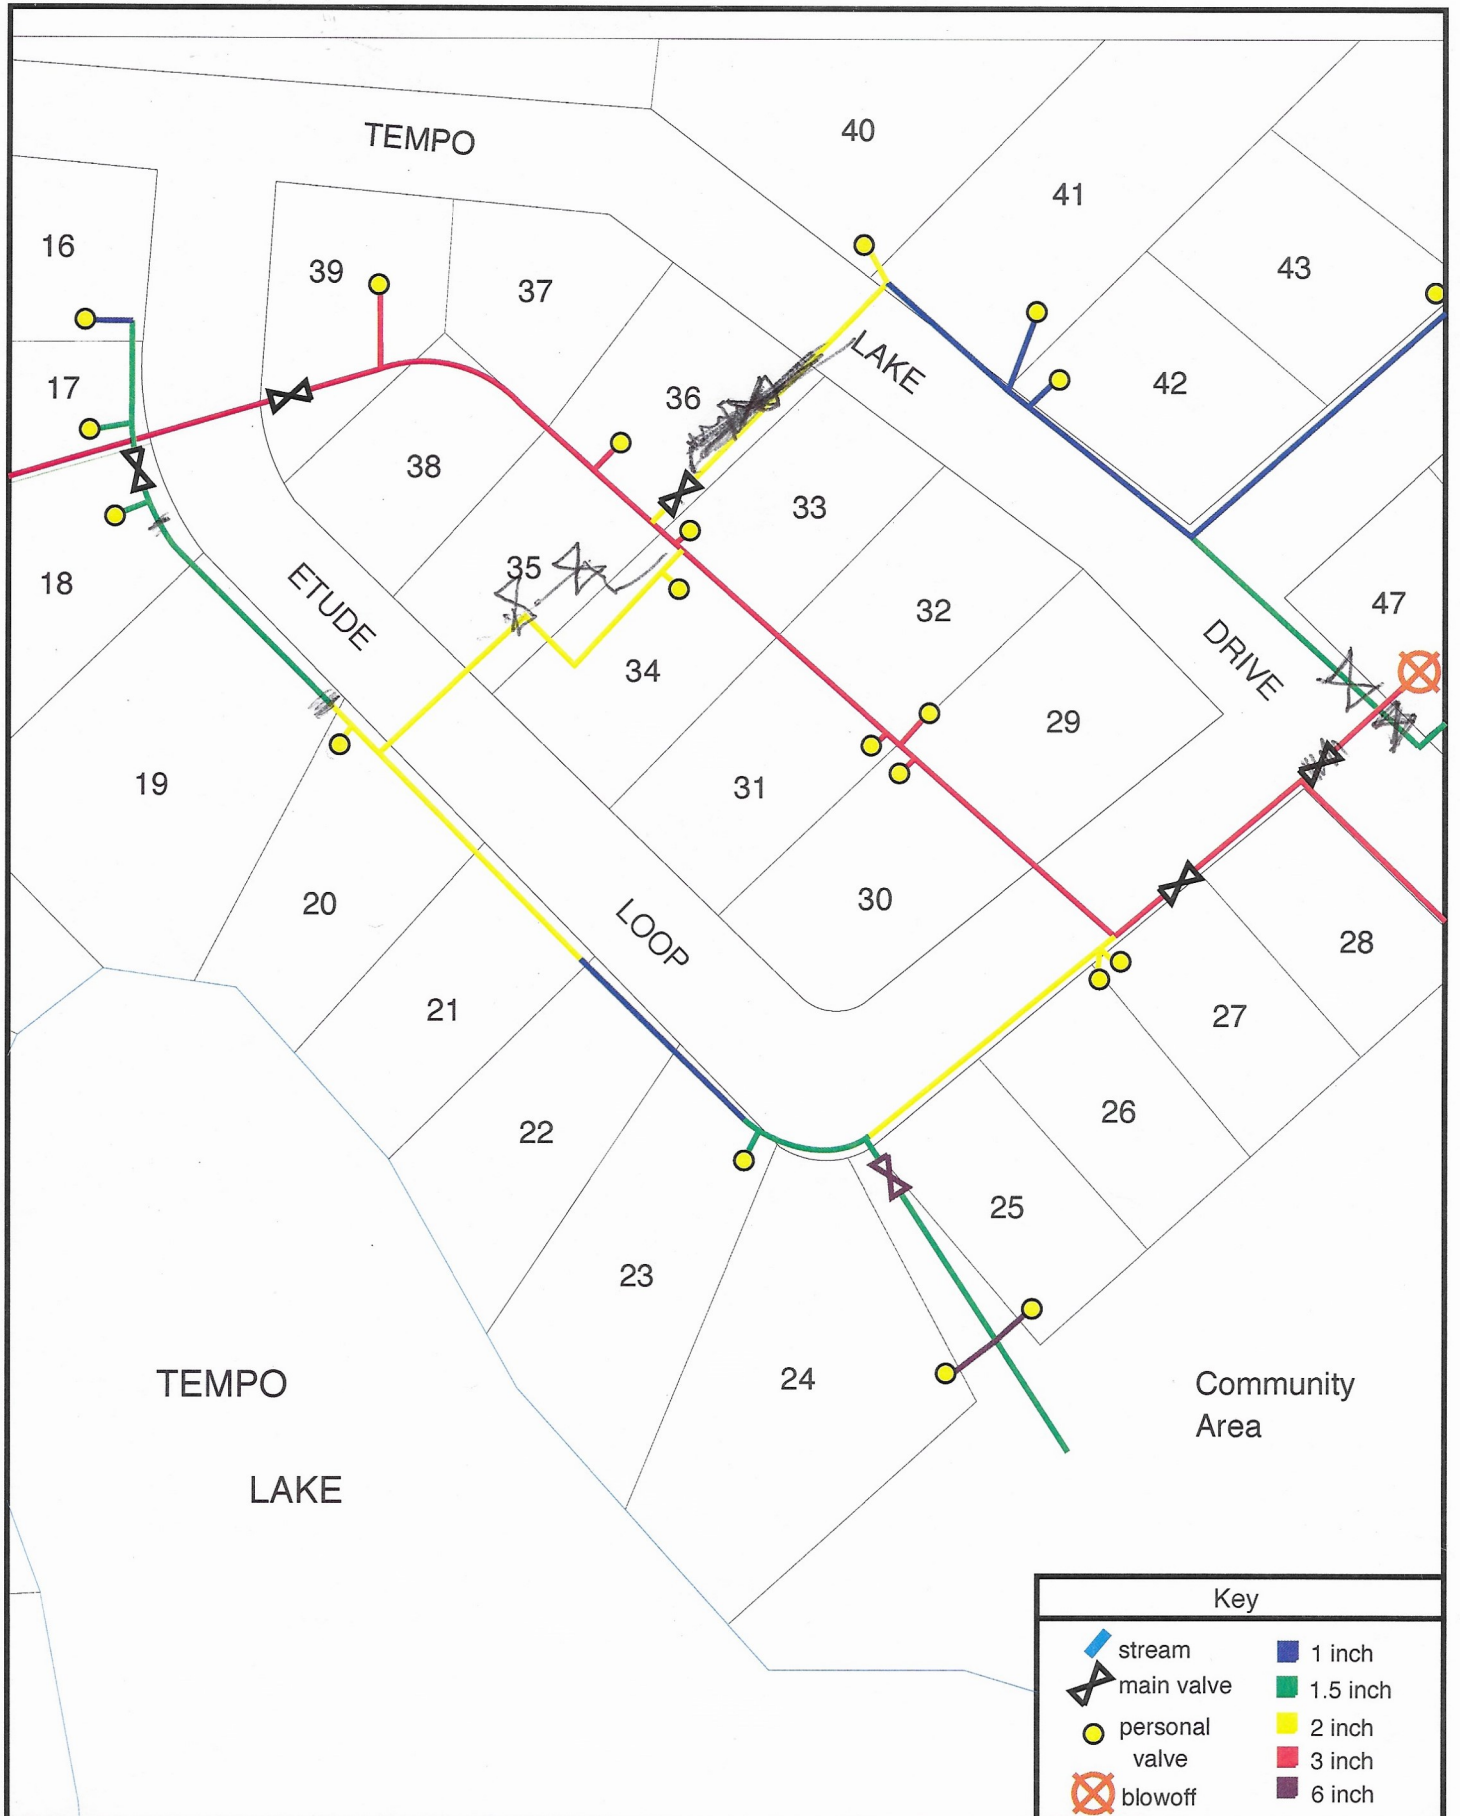 TEMPO
40
41
16
39
37
43
LAKE
17
36
42
38
33
35
18
ETUDE
47
32
34
DRIVE
29
19
31
20
30
LOOP
28
21
27
26
22
25
23
24
TEMPO
Community
Area
LAKE
Key
stream
1 inch
main valve
1.5 inch
personal
valve
2 inch
3 inch
blowoff
6 inch